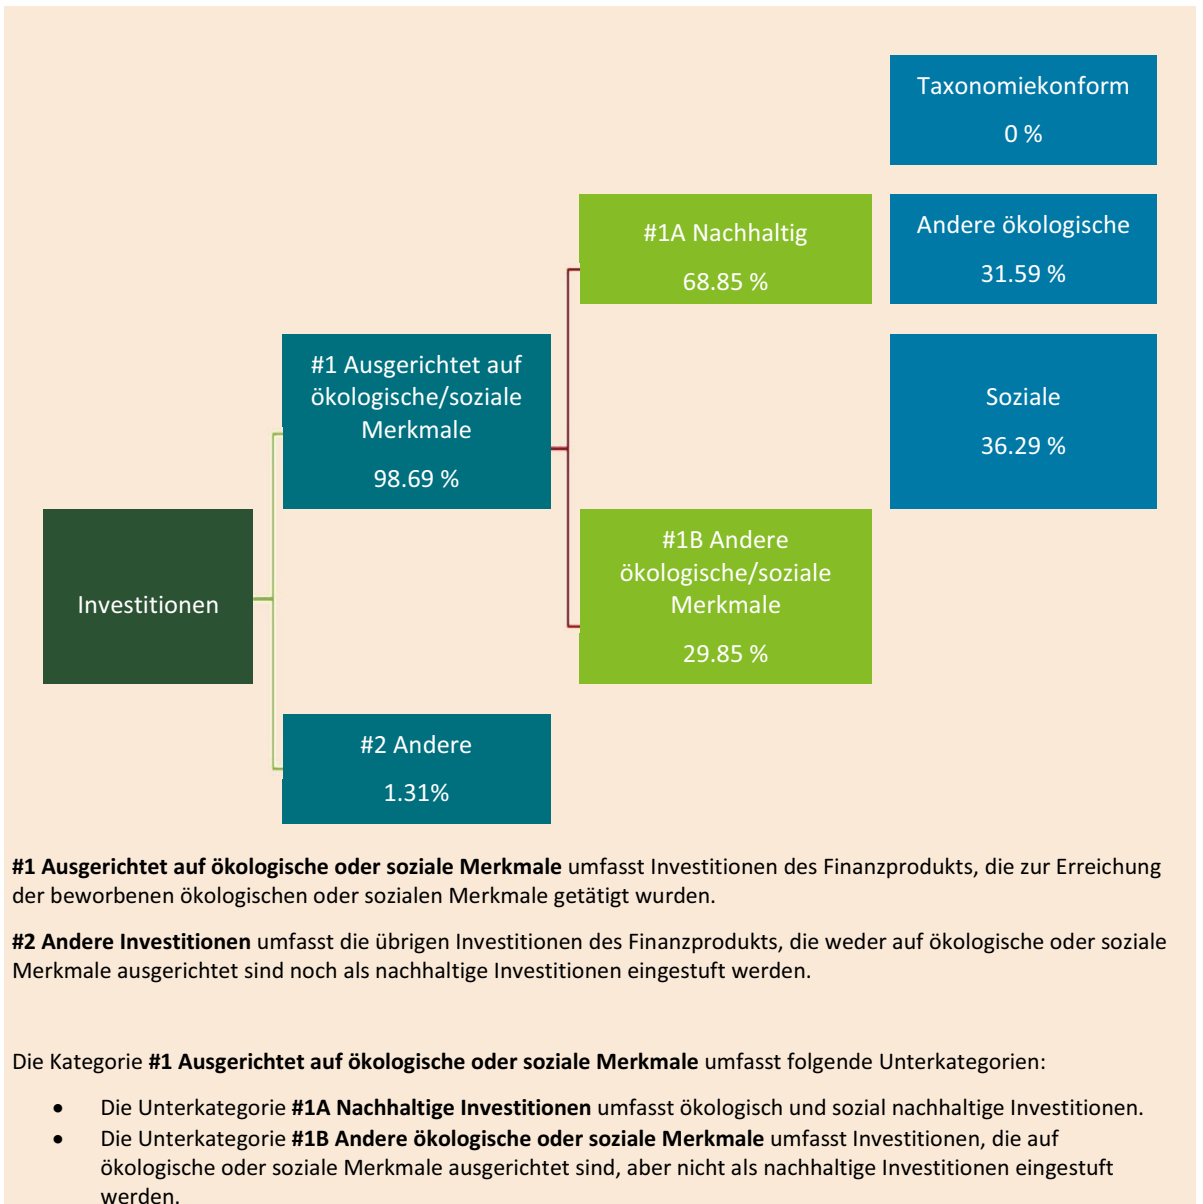 Taxonomiekonform
0 %
#1A Nachhaltig
68.85 %
Andere ökologische
31.59 %
#1 Ausgerichtet auf
ökologische/soziale
Merkmale
98.69 %
Soziale
36.29 %
Investitionen
#1B Andere
ökologische/soziale
Merkmale
29.85 %
#2 Andere
1.31%
#1 Ausgerichtet auf ökologische oder soziale Merkmale umfasst Investitionen des Finanzprodukts, die zur Erreichung
der beworbenen ökologischen oder sozialen Merkmale getätigt wurden.
#2 Andere Investitionen umfasst die übrigen Investitionen des Finanzprodukts, die weder auf ökologische oder soziale
Merkmale ausgerichtet sind noch als nachhaltige Investitionen eingestuft werden.
Die Kategorie #1 Ausgerichtet auf ökologische oder soziale Merkmale umfasst folgende Unterkategorien:
• Die Unterkategorie #1A Nachhaltige Investitionen umfasst ökologisch und sozial nachhaltige Investitionen.
• Die Unterkategorie #1B Andere ökologische oder soziale Merkmale umfasst Investitionen, die auf
ökologische oder soziale Merkmale ausgerichtet sind, aber nicht als nachhaltige Investitionen eingestuft
werden.